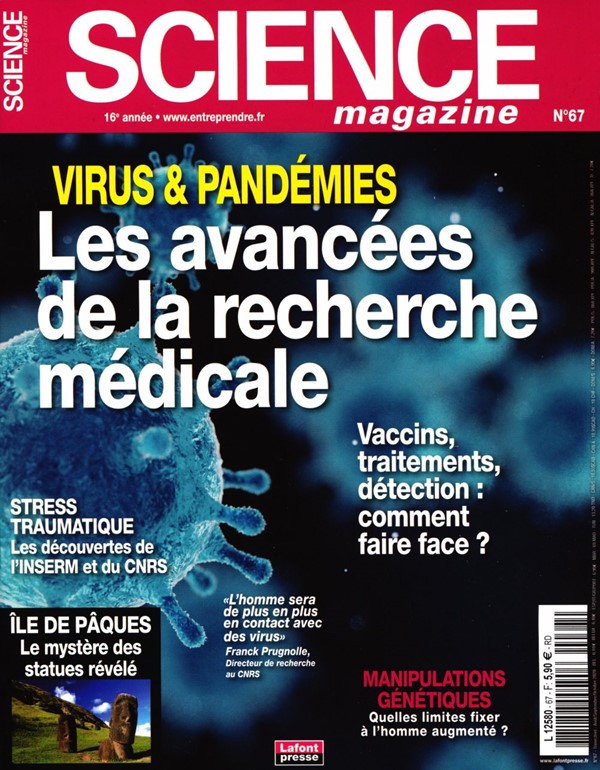 SCIENCE
magazine
SCIENCE
magazine
16e année • www.entreprendre.fr
N°67
VIRUS & PANDÉMIES
Les avancées
de la recherche
médicale
Vaccins,
traitements,
détection :
comment
faire face ?
STRESS
TRAUMATIQUE
Les découvertes de
l'INSERM et du CNRS
ÎLE DE PÂQUES
Le mystère des
statues révélé
«L'homme sera
de plus en plus
en contact avec
des virus»
Franck Prugnolle,
Directeur de recherche
au CNRS
MANIPULATIONS
GÉNÉTIQUES
Quelles limites fixer
à l'homme augmenté ?
Lafont
presse
L 12580 - 67 - F: 5,90 € - RD
www.lafontpresse.fr